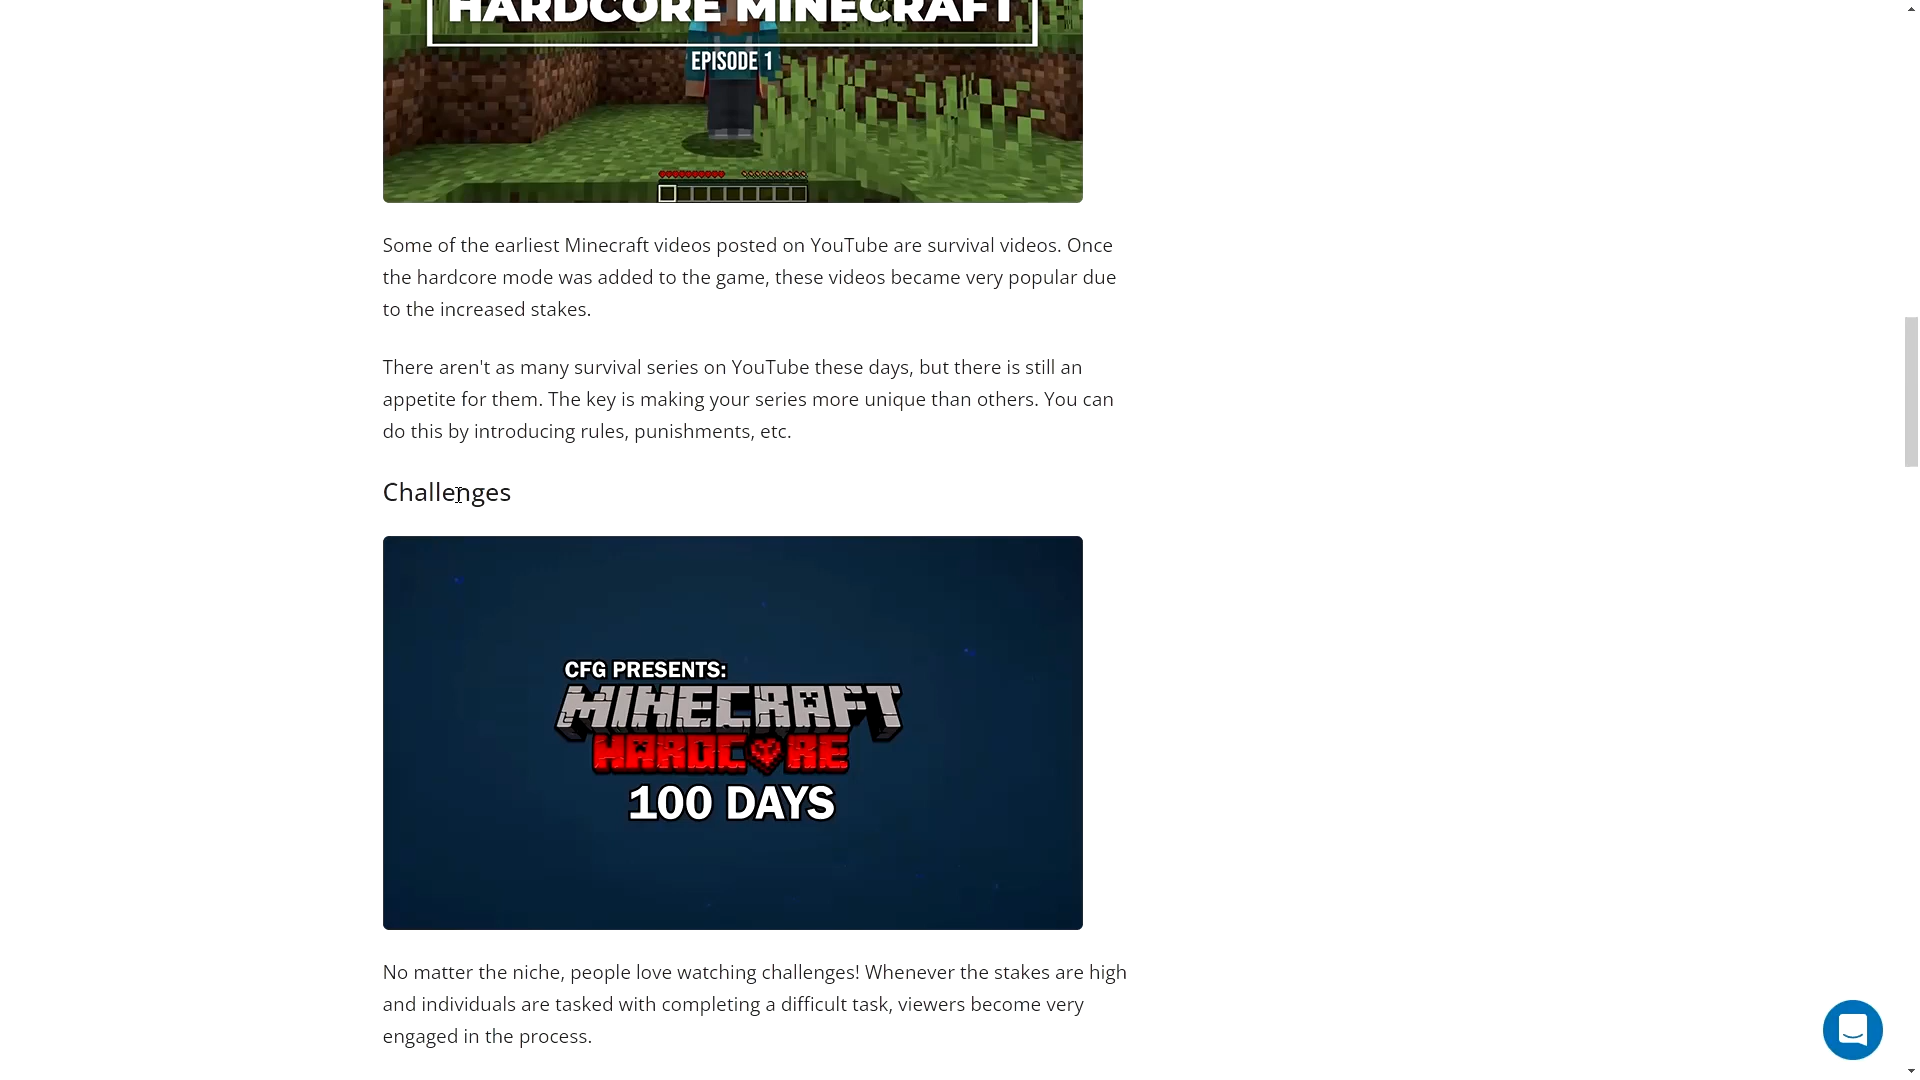 HARDCORE MINECRAFT
EPISODE 1
Some of the earliest Minecraft videos posted on YouTube are survival videos. Once
the hardcore mode was added to the game, these videos became very popular due
to the increased stakes.
There aren't as many survival series on YouTube these days, but there is still an
appetite for them. The key is making your series more unique than others. You can
do this by introducing rules, punishments, etc.
Challenges
CFG PRESENTS:
MINECRAFT
HARDCORE
100 DAYS
No matter the niche, people love watching challenges! Whenever the stakes are high
and individuals are tasked with completing a difficult task, viewers become very
engaged in the process.